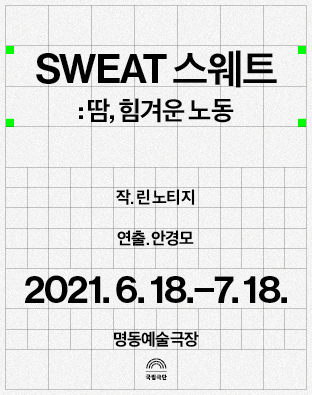 SWEAT 스웨트
: 땀, 힘겨운 노동
작. 린 노티지
연출. 안경모
2021. 6. 18.–7. 18.
명동예술극장
국립극단